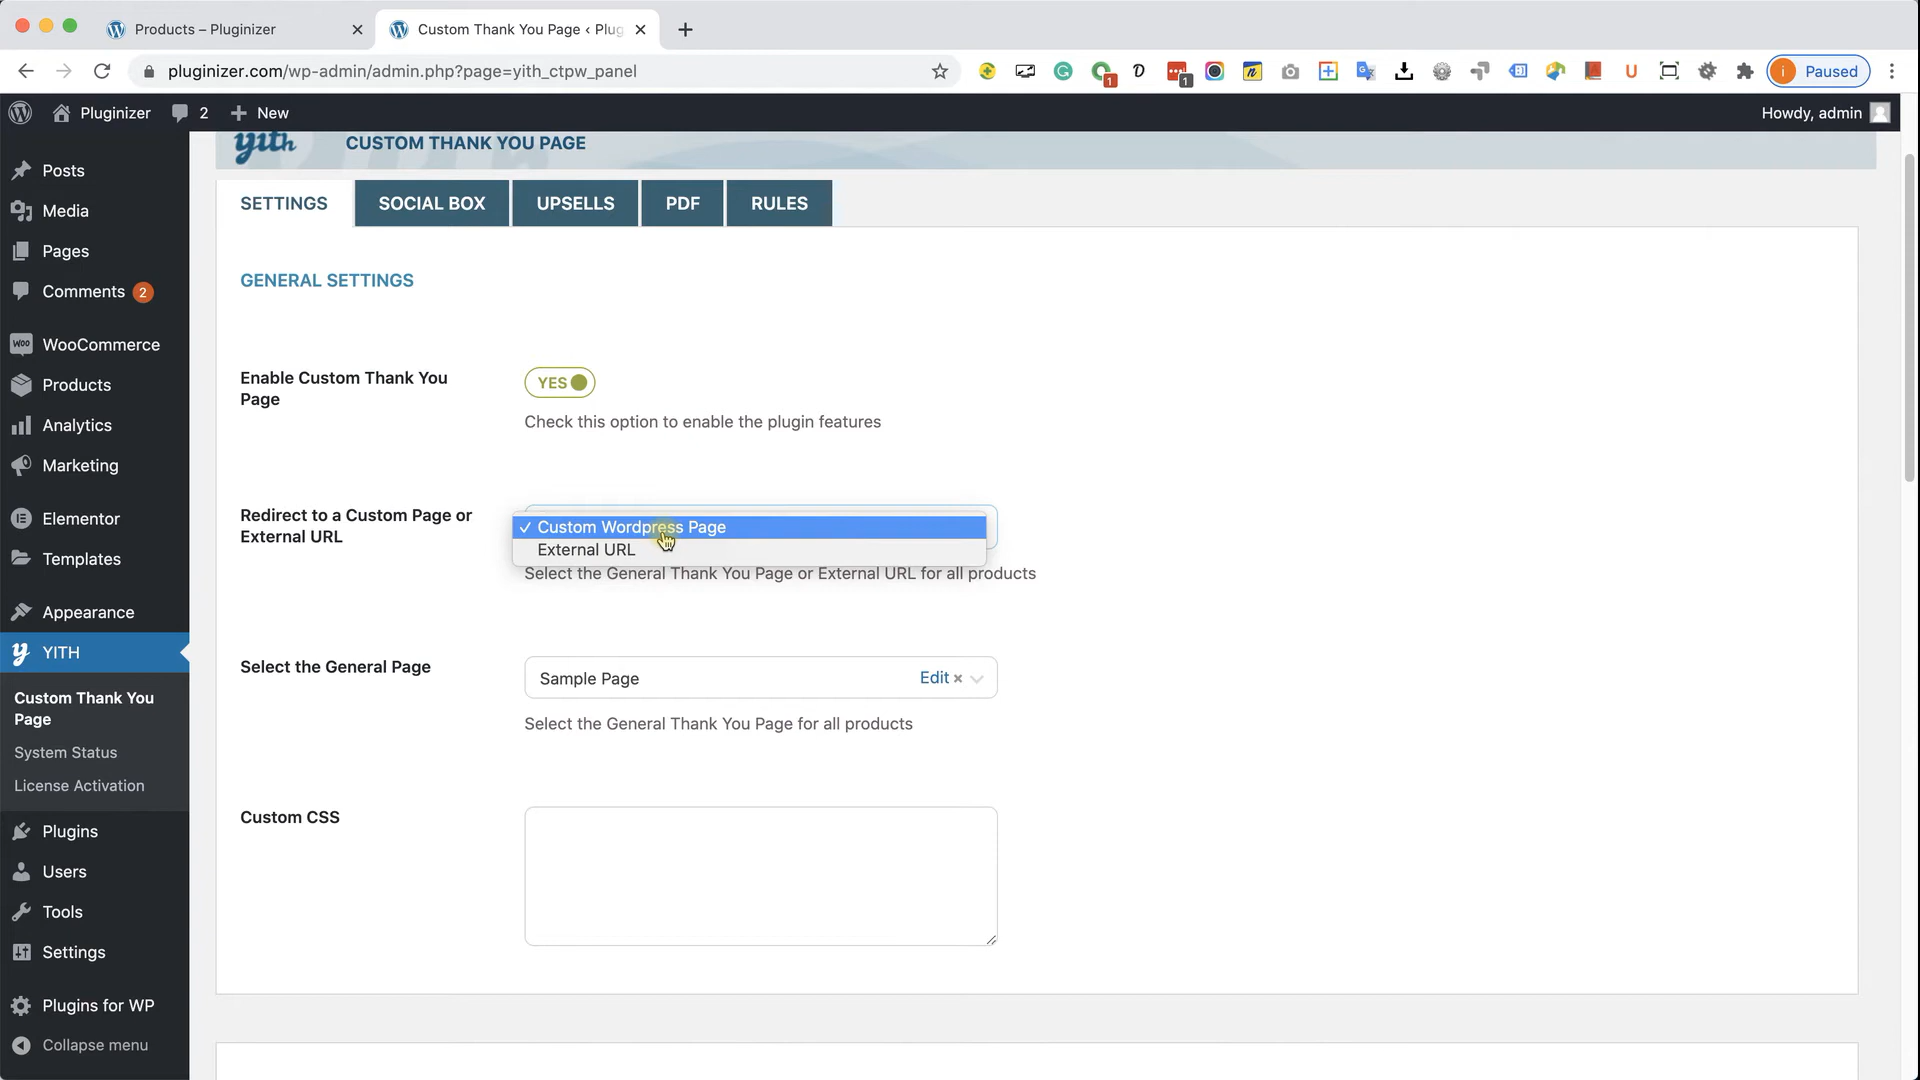 Products – Pluginizer
Custom Thank You Page ‹ Plug
pluginizer.com/wp-admin/admin.php?page=yith_ctpw_panel
1
1
Paused
Pluginizer
2
New
Howdy, admin
yith
CUSTOM THANK YOU PAGE
Posts
Media
Pages
Comments 2
WooCommerce
Products
Analytics
Marketing
Elementor
Templates
Appearance
YITH
Custom Thank You
Page
System Status
License Activation
Plugins
Users
Tools
Settings
Plugins for WP
Collapse menu
SETTINGS
SOCIAL BOX
UPSELLS
PDF
RULES
GENERAL SETTINGS
Enable Custom Thank You
Page
YES
Check this option to enable the plugin features
Redirect to a Custom Page or
External URL
Custom Wordpress Page
External URL
Select the General Thank You Page or External URL for all products
Select the General Page
Sample Page
Edit
Select the General Thank You Page for all products
Custom CSS